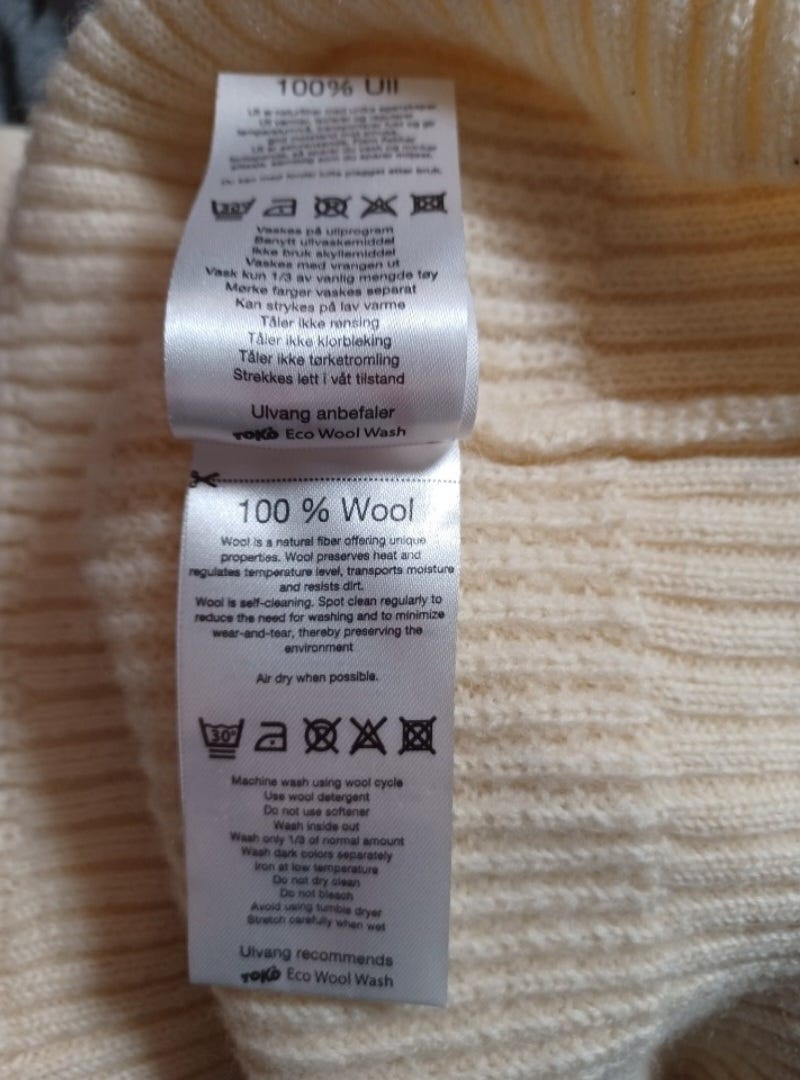 100% Ull
Vaskes på ullprogram
Benytt ullvaskemiddel
Ikke bruk skyllemiddel
Vaskes med vrangen ut
Vask kun 1/3 av vanlig mengde tøy
Mørke farger vaskes separat
Kan strykes på lav varme
Tåler ikke rensing
Tåler ikke klorbleking
Tåler ikke tørketromling
Strekkes lett i våt tilstand
Ulvang anbefaler
TOKO Eco Wool Wash
100 % Wool
Wool is a natural fiber offering unique
properties. Wool preserves heat and
regulates temperature level, transports moisture
and resists dirt.
Wool is self-cleaning. Spot clean regularly to
reduce the need for washing and to minimize
wear-and-tear, thereby preserving the
environment
Air dry when possible.
30°
Machine wash using wool cycle
Use wool detergent
Do not use softener
Wash inside out
Wash only 1/3 of normal amount
Wash dark colors separately
Iron at low temperature
Do not dry clean
Do not bleach
Avoid using tumble dryer
Stretch carefully when wet
Ulvang recommends
TOKO Eco Wool Wash